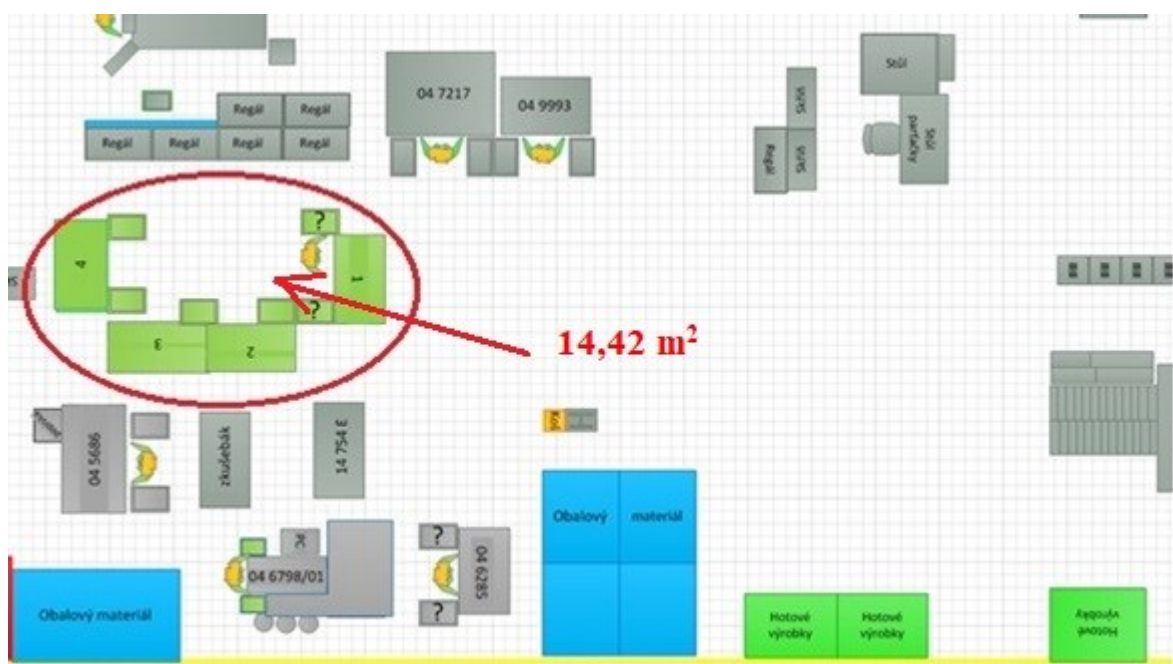 04 7217
04 9993
Stůl
Stůl
parťačky
Regál
Regál
Regál
Regál
Regál
Regál
Regál
?
4
1
?
3
2
14,42 m²
04 5686
zkušebák
14 754 E
Koš
Obalový
materiál
PC
04 6798/01
?
04 6285
?
Obalový materiál
Hotové
výrobky
Hotové
výrobky
Hotové
výrobky